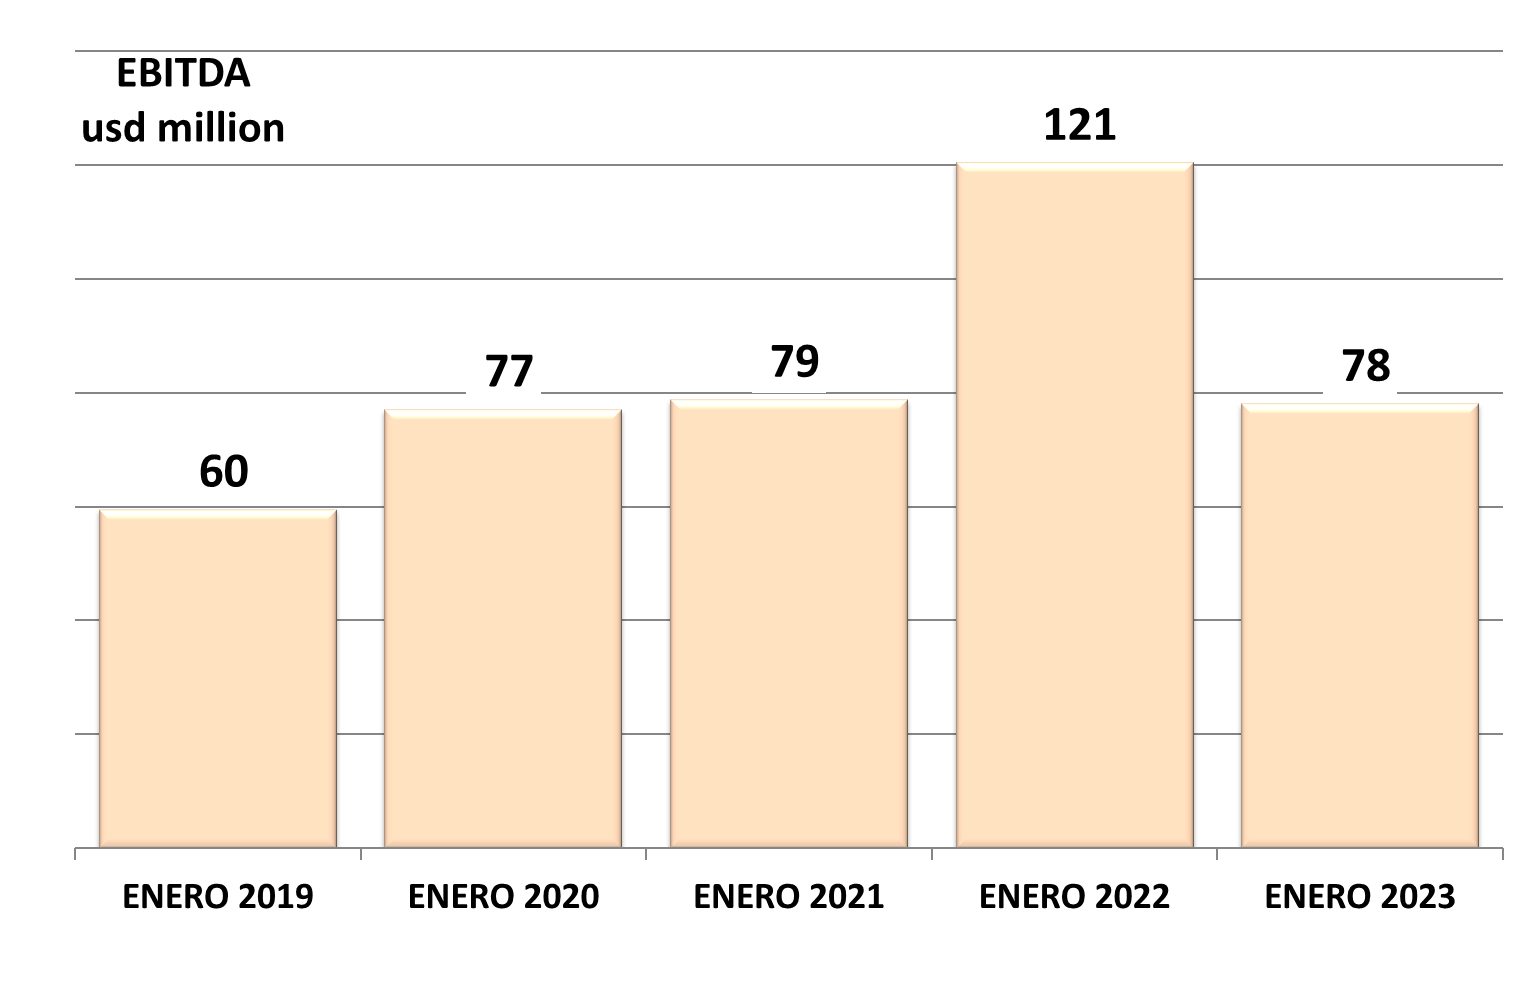 EBITDA
usd million
60
77
79
121
78
ENERO 2019
ENERO 2020
ENERO 2021
ENERO 2022
ENERO 2023